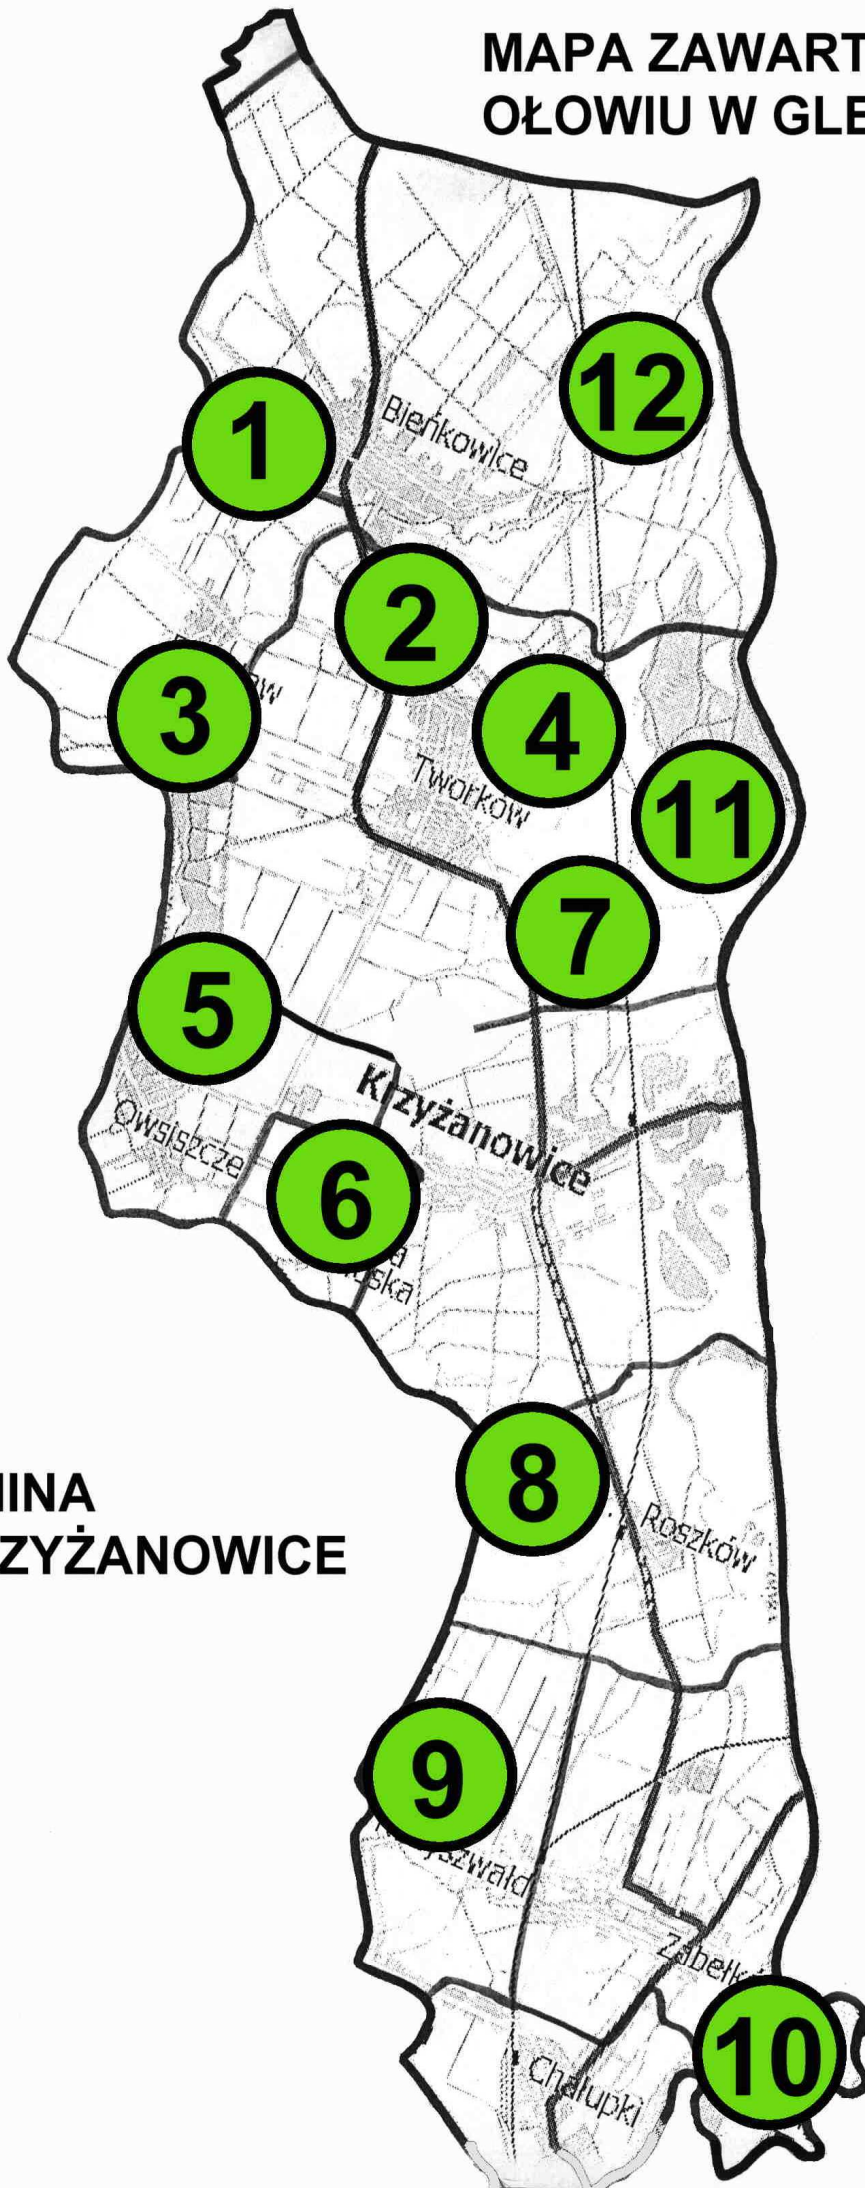 MAPA ZAWART
OŁOWIU W GLE
12
1
Bieńkowice
2
3
4
Tworków
11
7
5
Krzyżanowice
Owsiszcze
6
8
INA
ZYŻANOWICE
Roszków
9
Zabełk
10
Chałupki